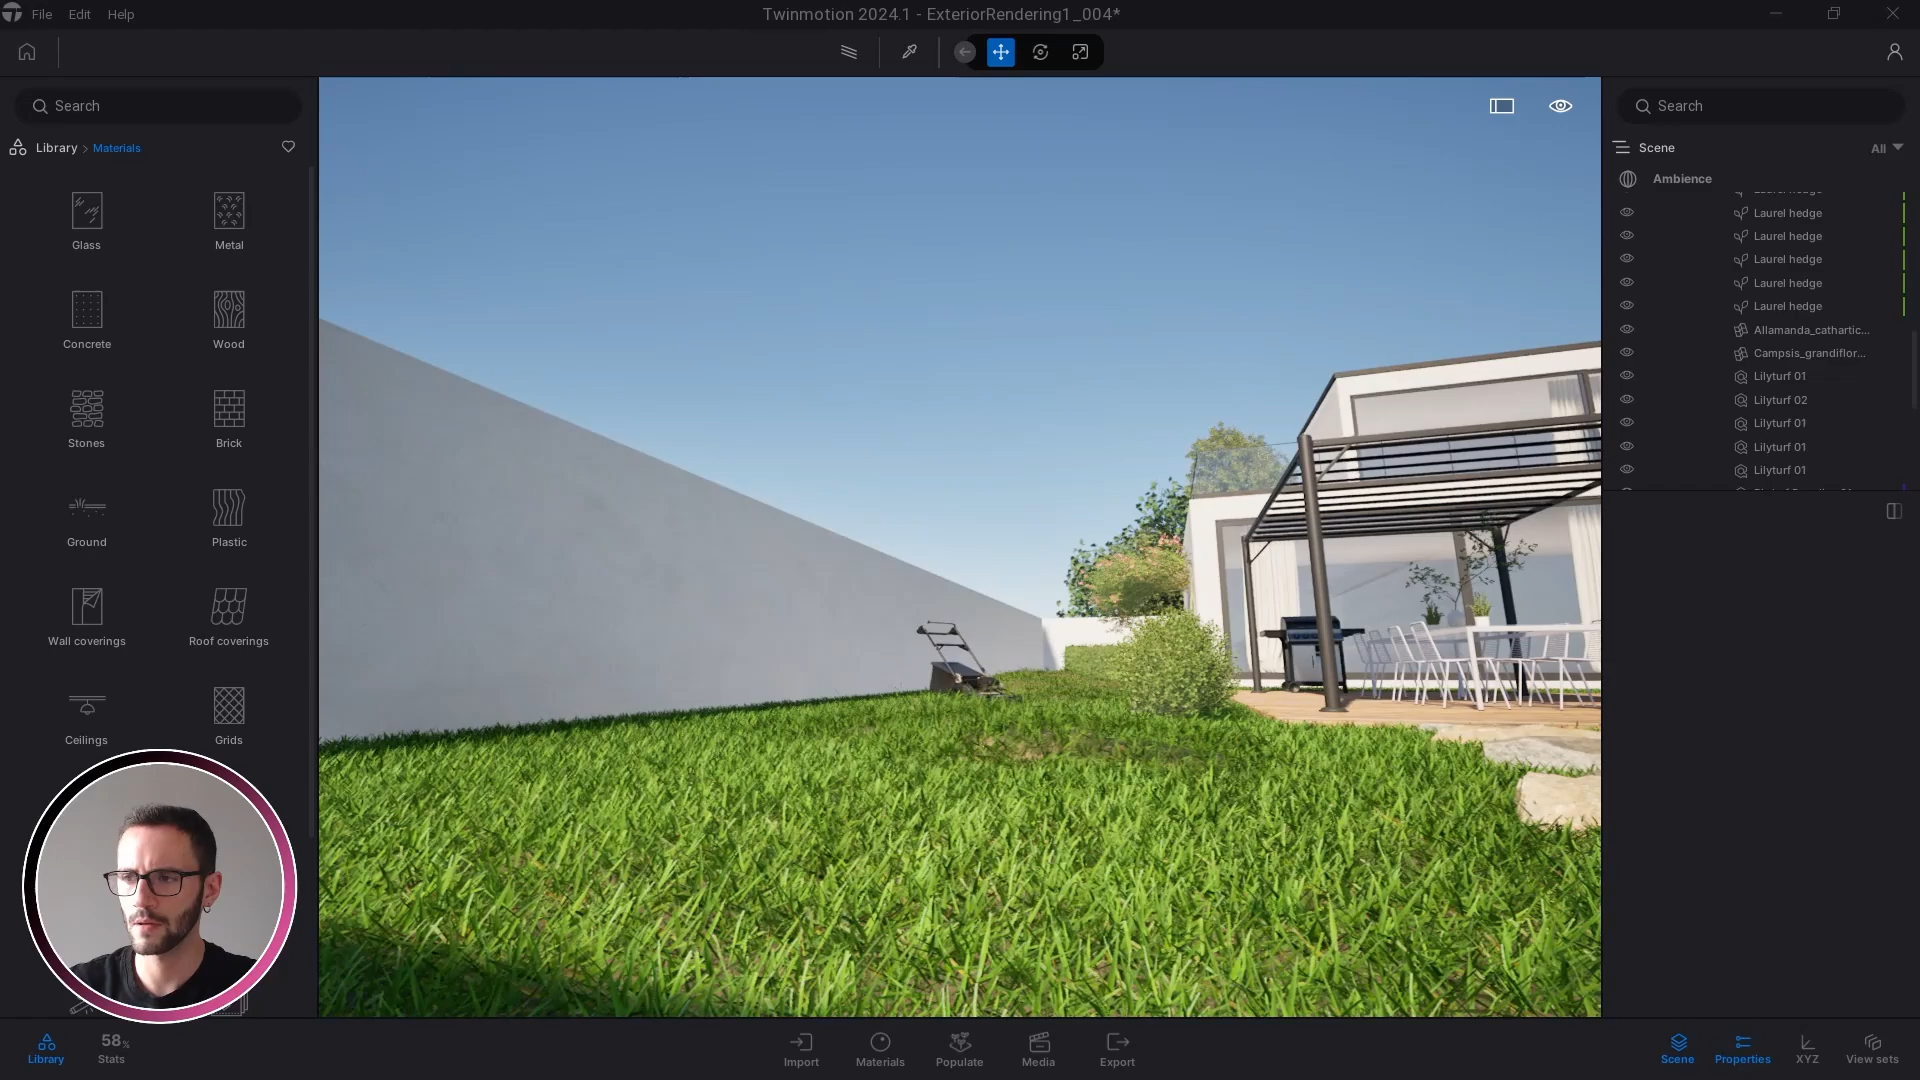 File Edit Help
Twinmotion 2024.1 - ExteriorRendering1_004*
Search
Library > Materials
Glass
Metal
Concrete
Wood
Stones
Brick
Ground
Plastic
Wall coverings
Roof coverings
Ceilings
Grids
Search
Scene
All
Ambience
Laurel hedge
Laurel hedge
Laurel hedge
Laurel hedge
Laurel hedge
Laurel hedge
Allamanda_cathartic...
Campsis_grandiflor...
Lilyturf 01
Lilyturf 02
Lilyturf 01
Lilyturf 01
Lilyturf 01
Library
58%
Stats
Import
Materials
Populate
Media
Export
Scene
Properties
XYZ
View sets